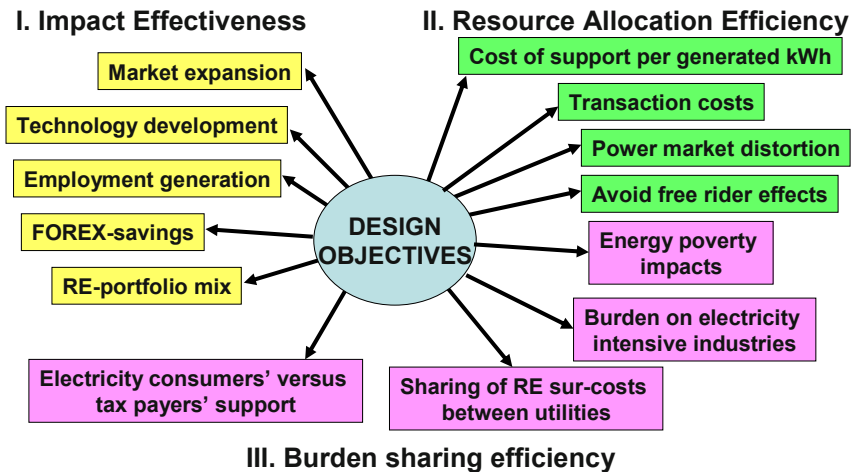 I. Impact Effectiveness
II. Resource Allocation Efficiency
Market expansion
Technology development
Employment generation
FOREX-savings
RE-portfolio mix
Cost of support per generated kWh
Transaction costs
Power market distortion
Avoid free rider effects
DESIGN
OBJECTIVES
Energy poverty
impacts
Burden on electricity
intensive industries
Electricity consumers’ versus
tax payers’ support
Sharing of RE sur-costs
between utilities
III. Burden sharing efficiency